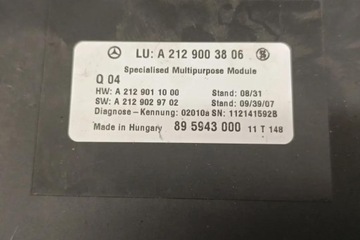 LU: A 212 900 38 06
Specialised Multipurpose Module
Q 04
HW: A 212 901 10 00 Stand: 08/31
SW: A 212 902 97 02 Stand: 09/39/07
Diagnose - Kennung: 02010a SN: 112141592B
Made in Hungary 89 5943 000 11 T 148